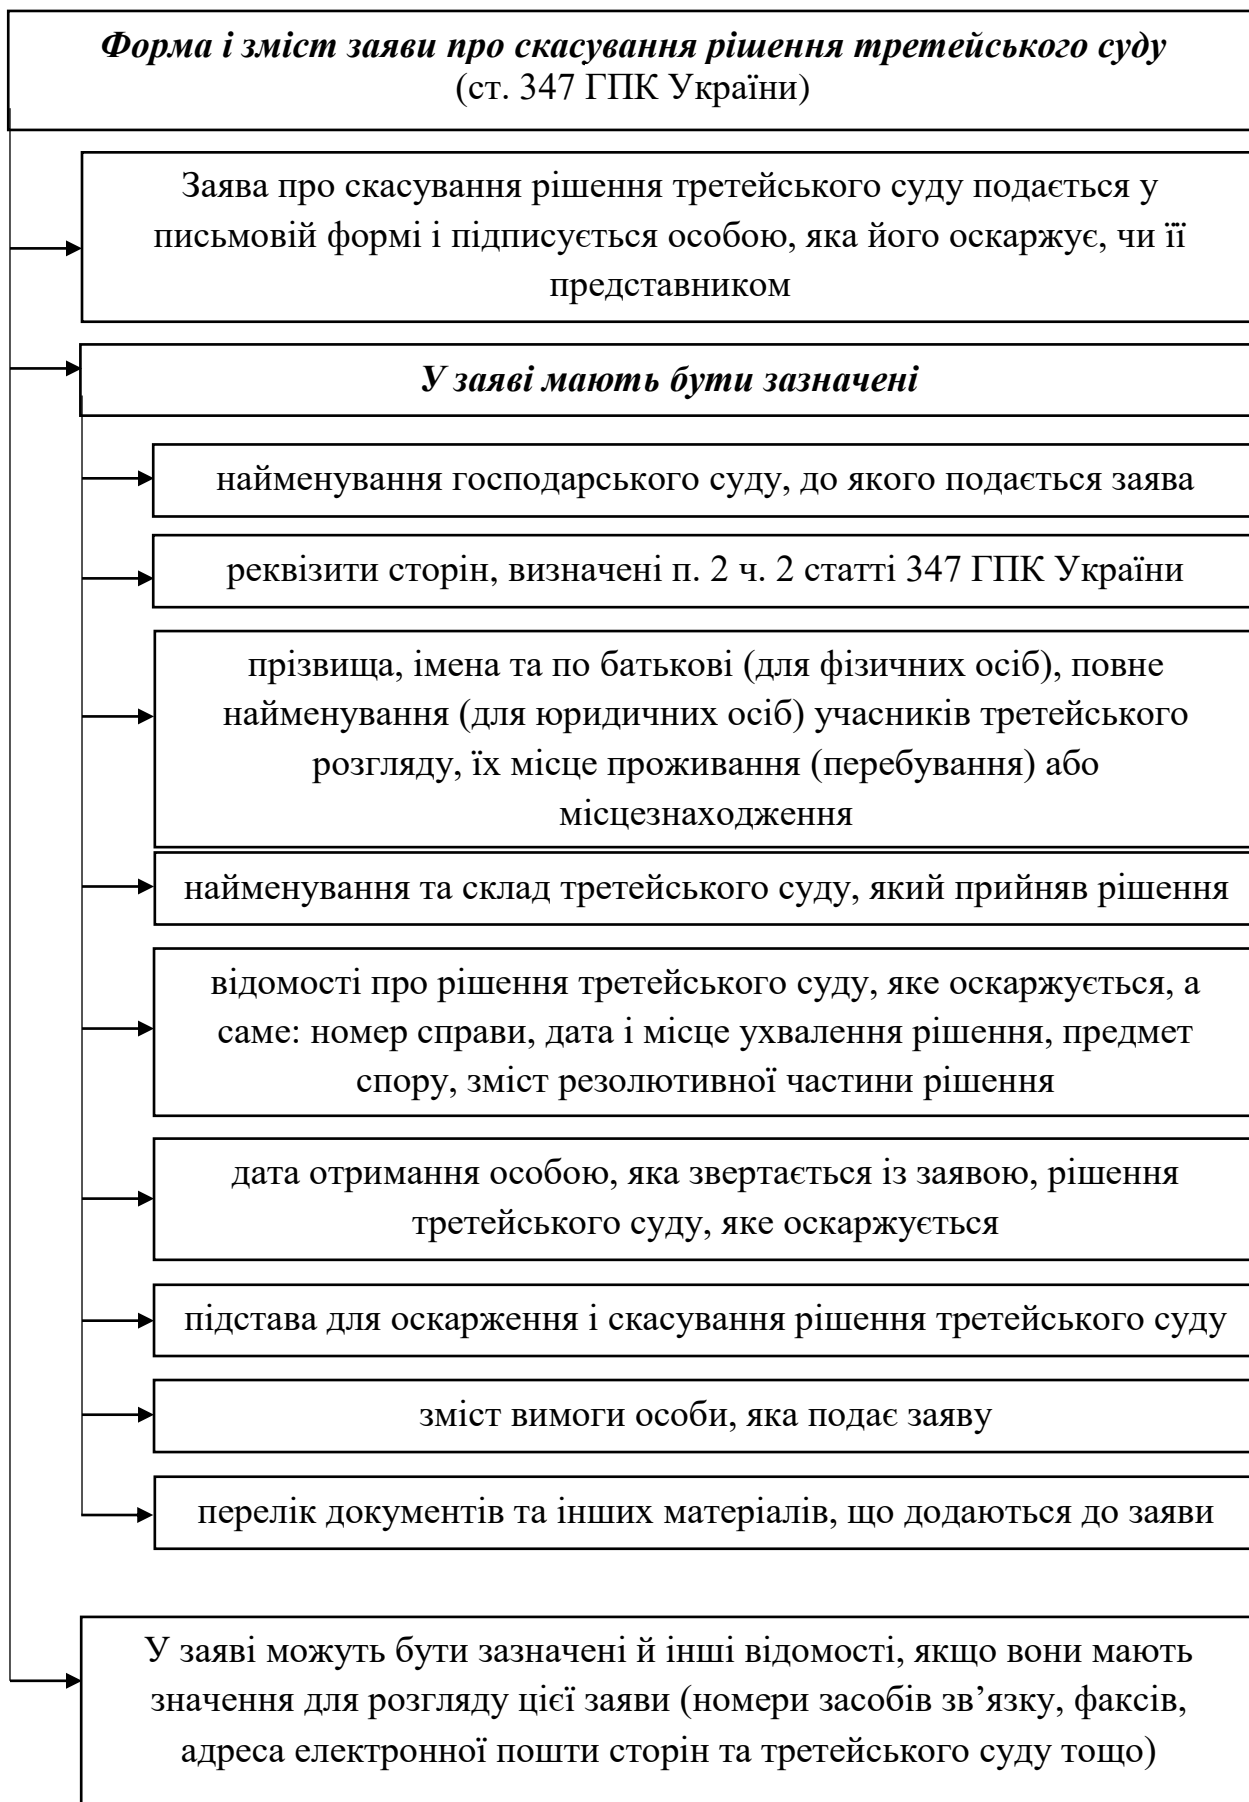 Форма і зміст заяви про скасування рішення третейського суду
(ст. 347 ГПК України)
Заява про скасування рішення третейського суду подається у
письмовій формі і підписується особою, яка його оскаржує, чи її
представником
У заяві мають бути зазначені
найменування господарського суду, до якого подається заява
реквізити сторін, визначені п. 2 ч. 2 статті 347 ГПК України
прізвища, імена та по батькові (для фізичних осіб), повне
найменування (для юридичних осіб) учасників третейського
розгляду, їх місце проживання (перебування) або
місцезнаходження
найменування та склад третейського суду, який прийняв рішення
відомості про рішення третейського суду, яке оскаржується, а
саме: номер справи, дата і місце ухвалення рішення, предмет
спору, зміст резолютивної частини рішення
дата отримання особою, яка звертається із заявою, рішення
третейського суду, яке оскаржується
підстава для оскарження і скасування рішення третейського суду
зміст вимоги особи, яка подає заяву
перелік документів та інших матеріалів, що додаються до заяви
У заяві можуть бути зазначені й інші відомості, якщо вони мають
значення для розгляду цієї заяви (номери засобів зв’язку, факсів,
адреса електронної пошти сторін та третейського суду тощо)